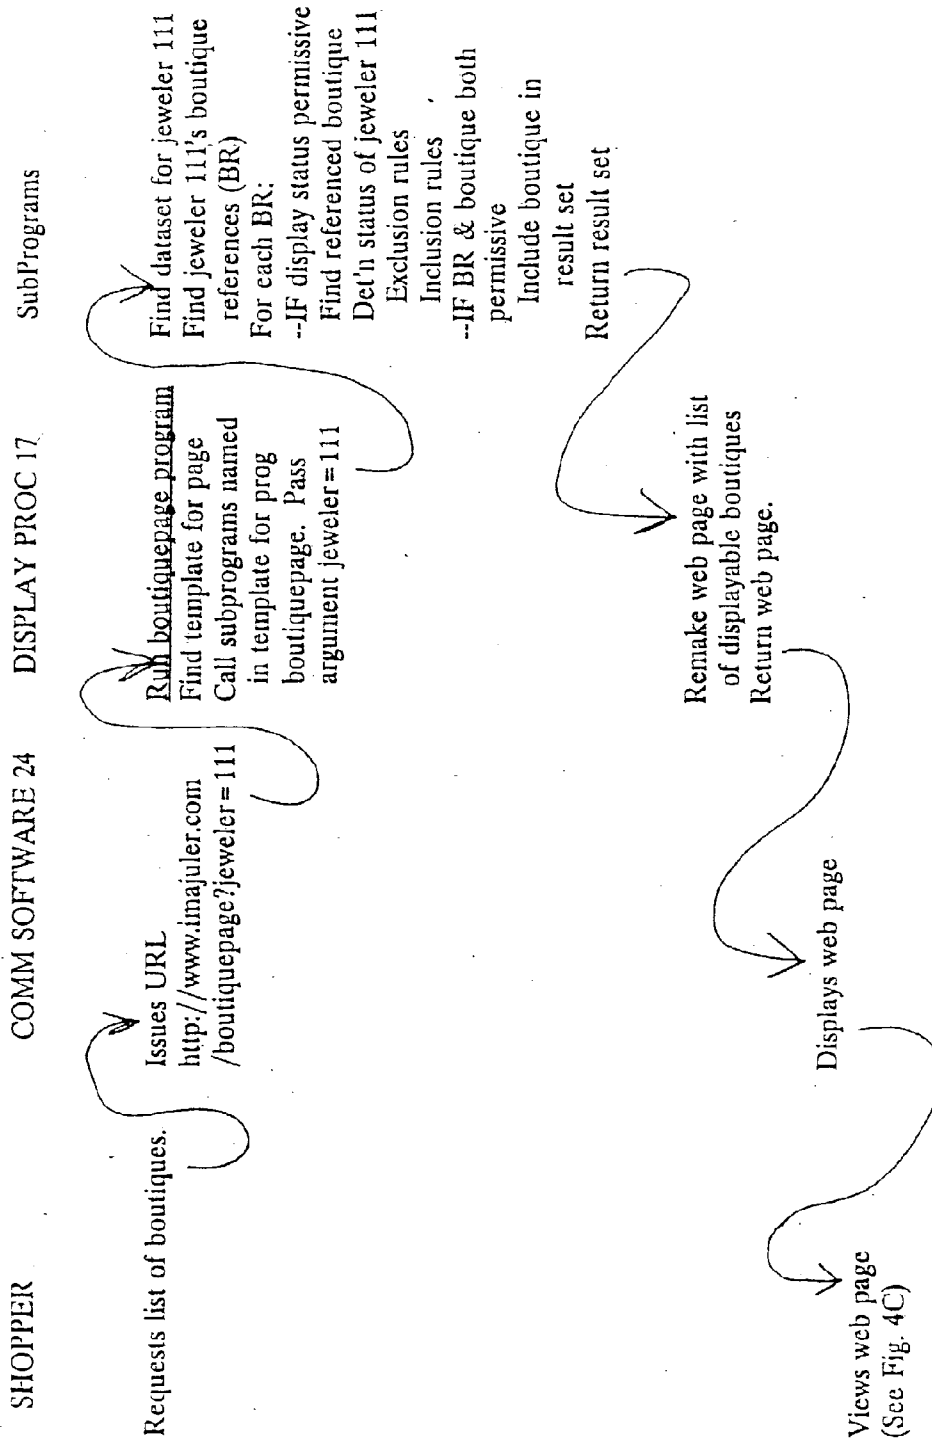 SHOPPER
COMM SOFTWARE 24
DISPLAY PROC 17
SubPrograms
Requests list of boutiques.
Issues URL
http://www.imajuler.com
/boutiquepage?jeweler=111
Run boutiquepage program
Find template for page
Call subprograms named
in template for prog
boutiquepage. Pass
argument jeweler=111
Find dataset for jeweler 111
Find jeweler 111's boutique
references (BR)
For each BR:
--IF display status permissive
Find referenced boutique
Det'n status of jeweler 111
Exclusion rules
Inclusion rules
--IF BR & boutique both
permissive
Include boutique in
result set
Return result set
Remake web page with list
of displayable boutiques
Return web page.
Displays web page
Views web page
(See Fig. 4C)